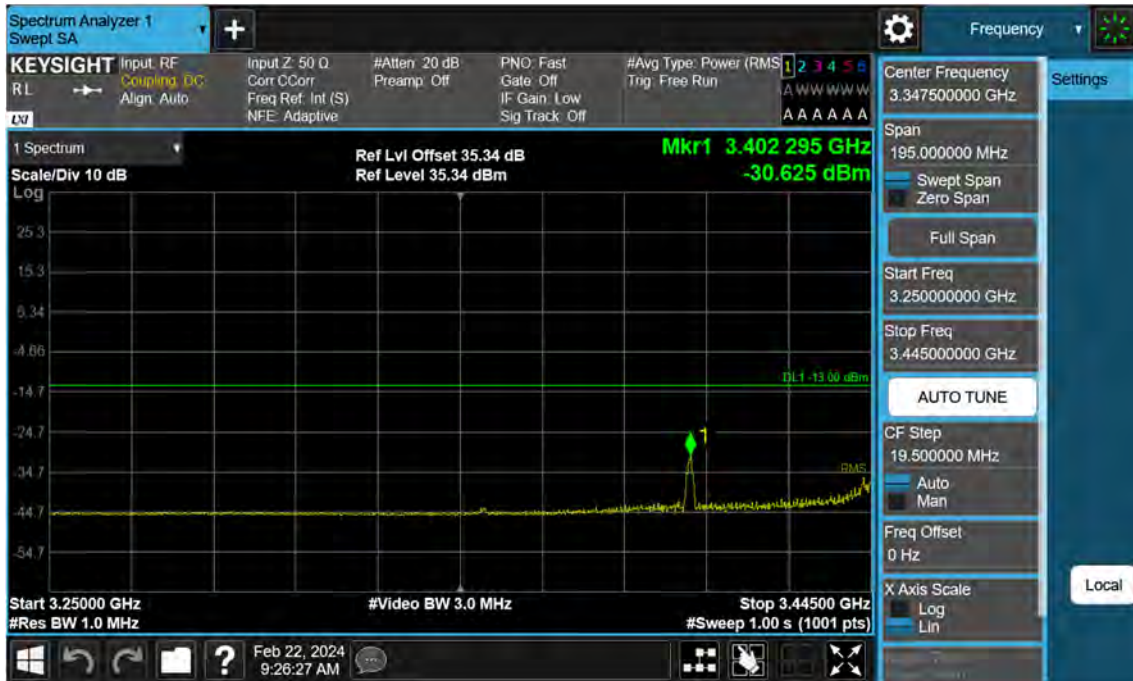 Spectrum Analyzer 1
Swept SA
Frequency
KEYSIGHT
RL
LXI
Input: RF
Coupling: DC
Align: Auto
Input Z: 50 Ω
Corr CCorr
Freq Ref: Int (S)
NFE: Adaptive
#Atten: 20 dB
Preamp: Off
PNO: Fast
Gate: Off
IF Gain: Low
Sig Track: Off
#Avg Type: Power (RMS
Trig: Free Run
1 2 3 4 5 6
A W W W W W
A A A A A A
1 Spectrum
Scale/Div 10 dB
Log
Ref Lvl Offset 35.34 dB
Ref Level 35.34 dBm
Mkr1 3.402 295 GHz
-30.625 dBm
25.3
15.3
5.34
-4.66
DL1 -13.00 dBm
-14.7
-24.7
1
-34.7
RMS
-44.7
-54.7
Start 3.25000 GHz
#Video BW 3.0 MHz
Stop 3.44500 GHz
#Res BW 1.0 MHz
#Sweep 1.00 s (1001 pts)
Center Frequency
3.347500000 GHz
Settings
Span
195.000000 MHz
Swept Span
Zero Span
Full Span
Start Freq
3.250000000 GHz
Stop Freq
3.445000000 GHz
AUTO TUNE
CF Step
19.500000 MHz
Auto
Man
Freq Offset
0 Hz
X Axis Scale
Log
Lin
Local
?
Feb 22, 2024
9:26:27 AM